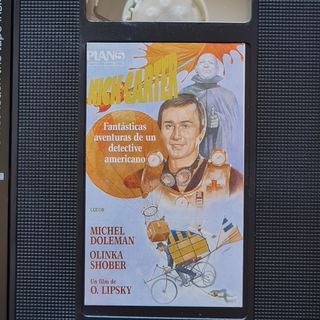 PLANS
NICK CARTER
Fantásticas
aventuras de un
detective
americano
COLOR
MICHEL
DOLEMAN
OLINKA
SHOBER
Un film de
O. LIPSKY